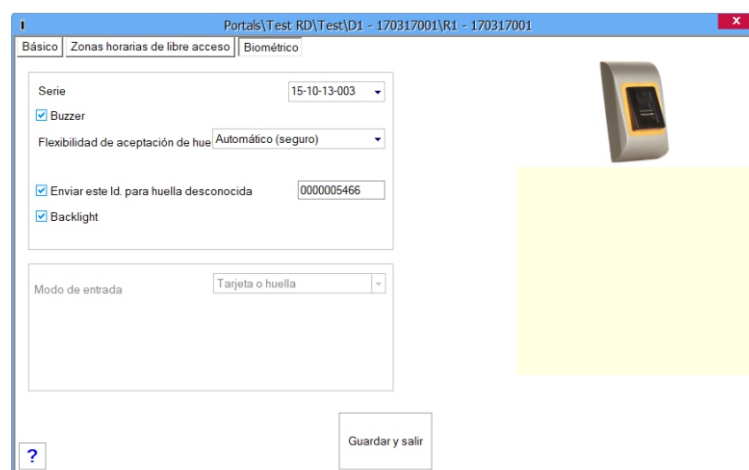 Portals\Test RD\Test\D1 - 170317001\R1 - 170317001
x
Básico Zonas horarias de libre acceso Biométrico
Serie 15-10-13-003
Buzzer
Flexibilidad de aceptación de hue Automático (seguro)
Enviar este Id. para huella desconocida 0000005466
Backlight
Modo de entrada Tarjeta o huella
Guardar y salir
?